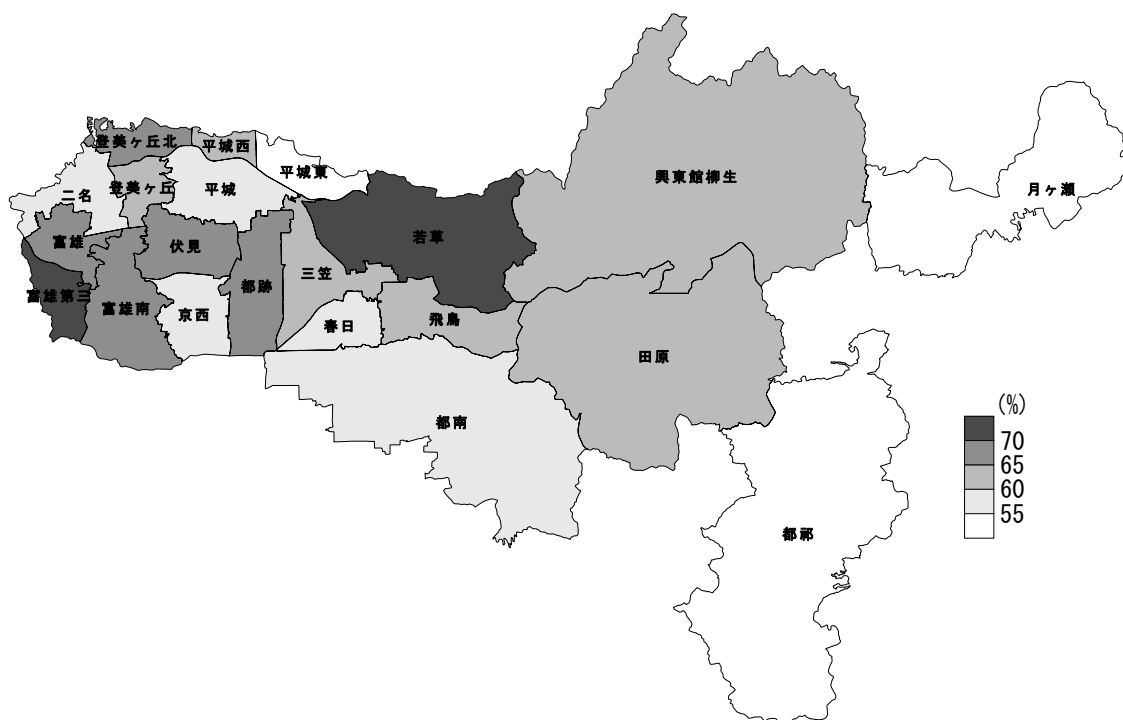 登美ヶ丘北
平城西
平城東
二名
登美ヶ丘
平城
興東館柳生
月ヶ瀬
富雄
伏見
若草
富雄第三
富雄南
都跡
三笠
京西
春日
飛鳥
田原
都南
都祁
(%)
70
65
60
55